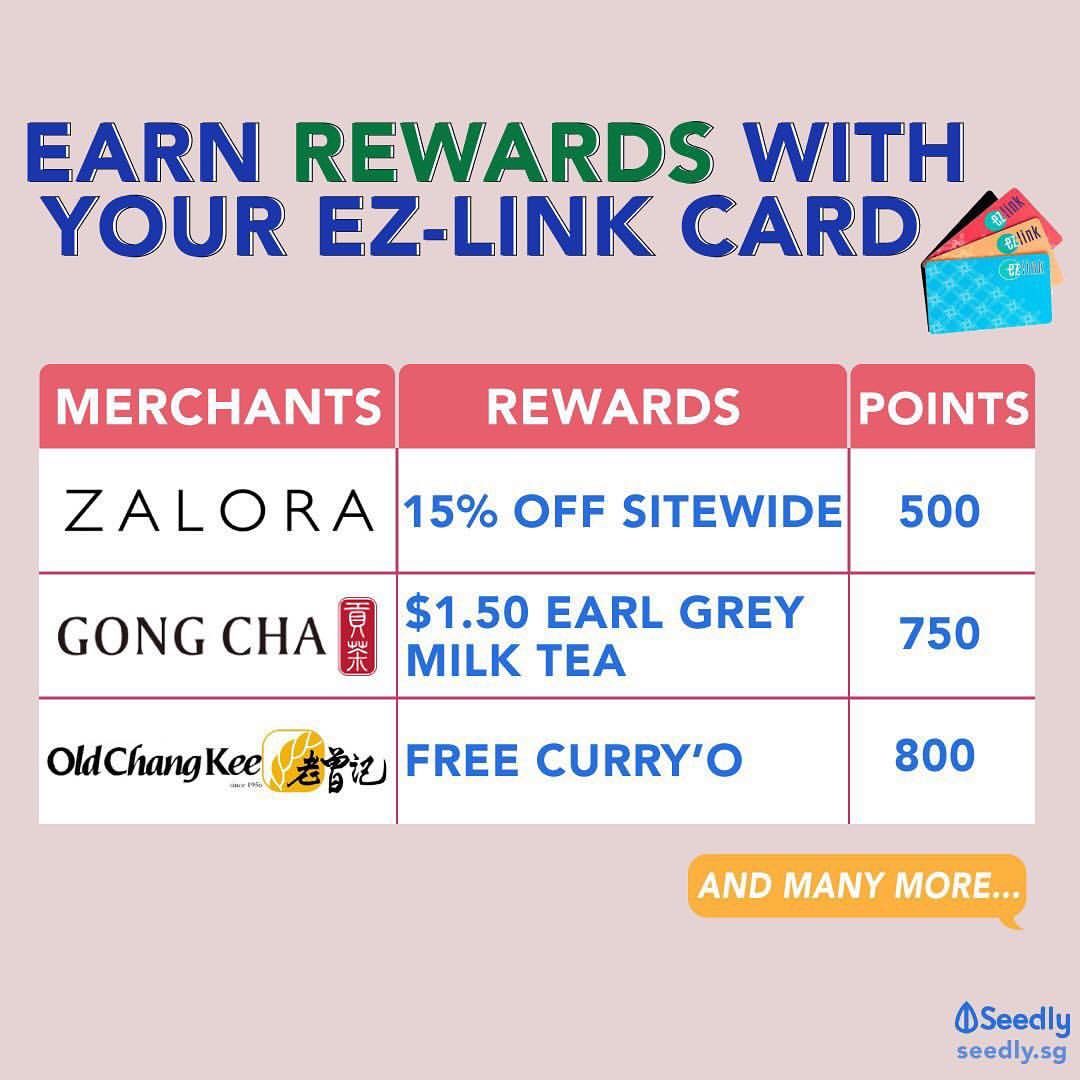 EARN REWARDS WITH
YOUR EZ-LINK CARD
ez link
ez link
ez link
MERCHANTS REWARDS POINTS
ZALORA 15% OFF SITEWIDE 500
GONG CHA 貢茶 $1.50 EARL GREY
MILK TEA 750
Old Chang Kee 老曾记 FREE CURRY’O 800
since 1956
AND MANY MORE...
Seedly
seedly.sg